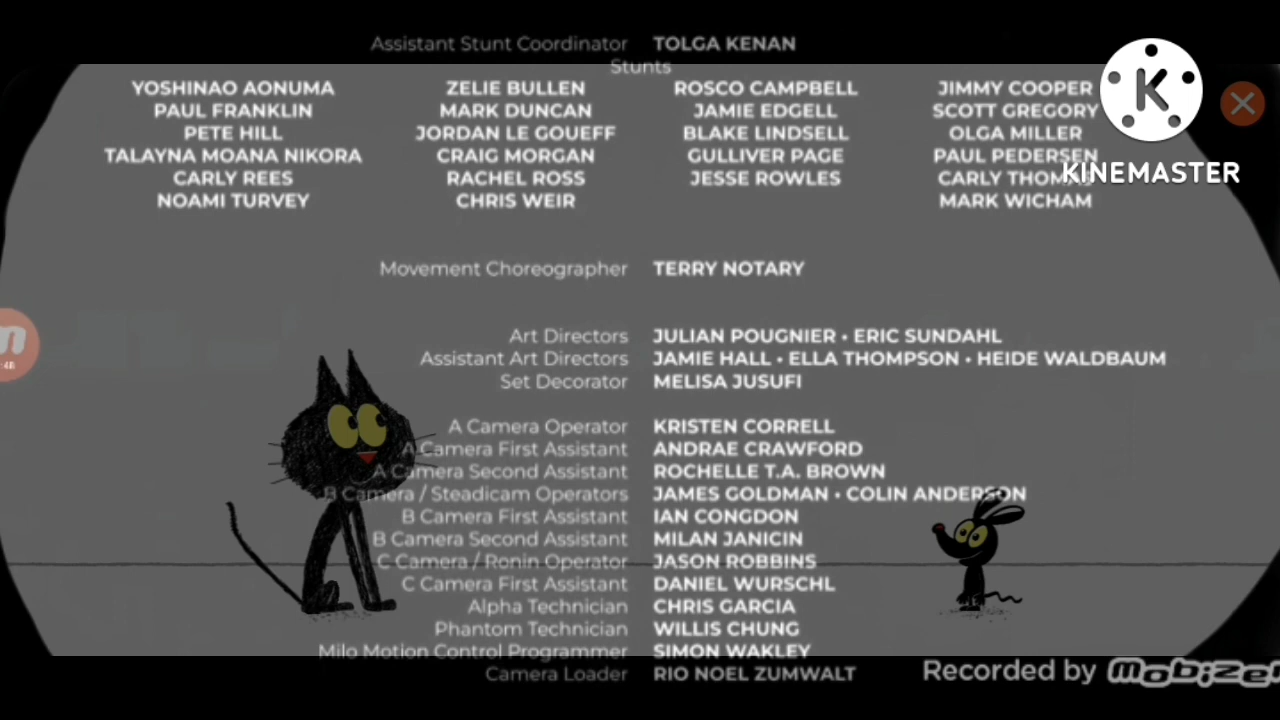 Assistant Stunt Coordinator TOLGA KENAN
Stunts
YOSHINAO AONUMA ZELIE BULLEN ROSCO CAMPBELL JIMMY COOPER
PAUL FRANKLIN MARK DUNCAN JAMIE EDGELL SCOTT GREGORY
PETE HILL JORDAN LE GOUEFF BLAKE LINDSELL OLGA MILLER
TALAYNA MOANA NIKORA CRAIG MORGAN GULLIVER PAGE PAUL PEDERSEN
CARLY REES RACHEL ROSS JESSE ROWLES CARLY THOMAS
NOAMI TURVEY CHRIS WEIR MARK WICHAM
K
KINEMASTER
Movement Choreographer TERRY NOTARY
Art Directors JULIAN POUGNIER • ERIC SUNDAHL
Assistant Art Directors JAMIE HALL • ELLA THOMPSON • HEIDE WALDBAUM
Set Decorator MELISA JUSUFI
A Camera Operator KRISTEN CORRELL
A Camera First Assistant ANDRAE CRAWFORD
A Camera Second Assistant ROCHELLE T.A. BROWN
B Camera / Steadicam Operators JAMES GOLDMAN • COLIN ANDERSON
B Camera First Assistant IAN CONGDON
B Camera Second Assistant MILAN JANICIN
C Camera / Ronin Operator JASON ROBBINS
C Camera First Assistant DANIEL WURSCHL
Alpha Technician CHRIS GARCIA
Phantom Technician WILLIS CHUNG
Milo Motion Control Programmer SIMON WAKLEY
Camera Loader RIO NOEL ZUMWALT
Recorded by Mobizen